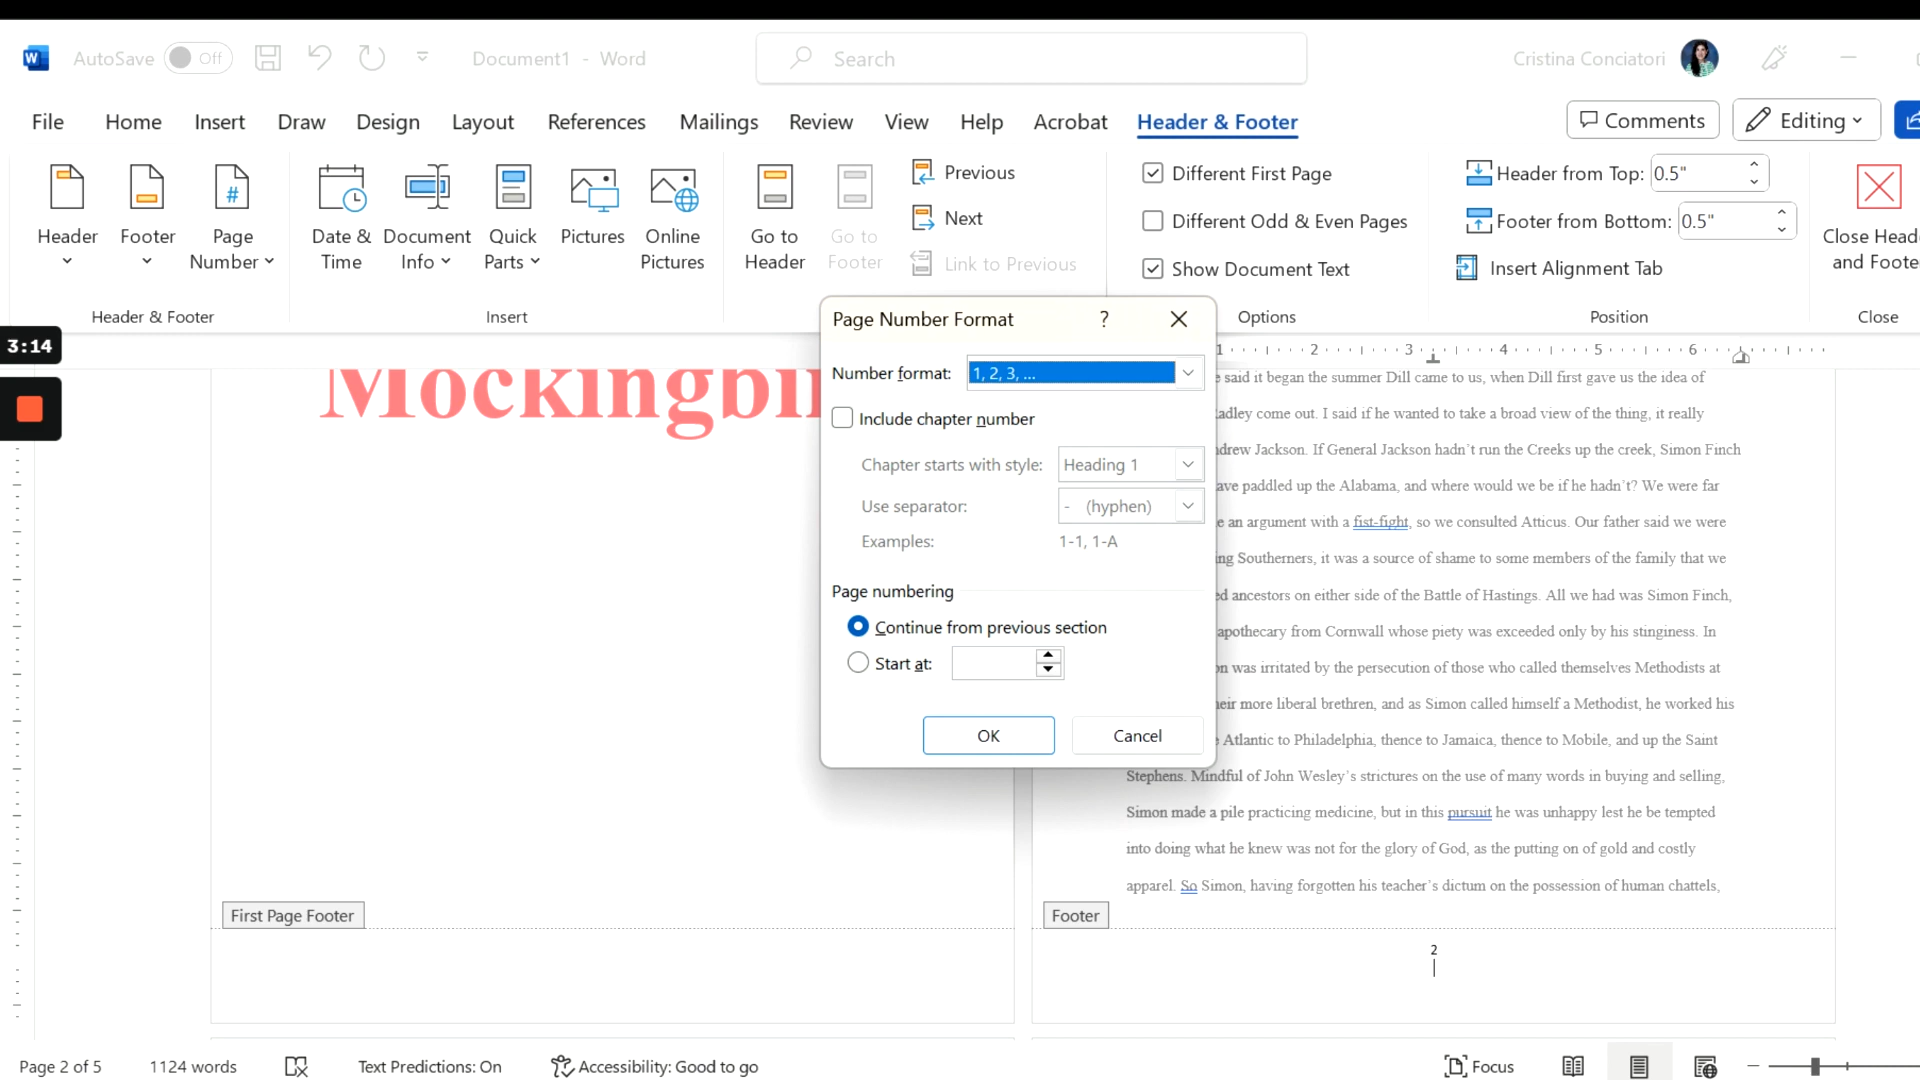 AutoSave Off Document1 - Word Search Cristina Conciatori
File Home Insert Draw Design Layout References Mailings Review View Help Acrobat Header & Footer Comments Editing
Header Footer Page Number Date & Time Document Info Quick Parts Pictures Online Pictures Go to Header Go to Footer
Previous
Next
Link to Previous
Different First Page
Different Odd & Even Pages
Show Document Text
Header from Top: 0.5"
Footer from Bottom: 0.5"
Insert Alignment Tab
Close
and
Header & Footer Insert Options Position Close
3:14
1 2 3 4 5 6
Page Number Format ?
Number format: 1, 2, 3, ...
Include chapter number
Chapter starts with style: Heading 1
Use separator: - (hyphen)
Examples: 1-1, 1-A
Page numbering
Continue from previous section
Start at:
OK Cancel
said it began the summer Dill came to us, when Dill first gave us the idea of
come out. I said if he wanted to take a broad view of the thing, it really
Jackson. If General Jackson hadn't run the Creeks up the creek, Simon Finch
paddled up the Alabama, and where would we be if he hadn't? We were far
an argument with a fist-fight, so we consulted Atticus. Our father said we were
Southerners, it was a source of shame to some members of the family that we
ancestors on either side of the Battle of Hastings. All we had was Simon Finch,
apothecary from Cornwall whose piety was exceeded only by his stinginess. In
was irritated by the persecution of those who called themselves Methodists at
more liberal brethren, and as Simon called himself a Methodist, he worked his
Atlantic to Philadelphia, thence to Jamaica, thence to Mobile, and up the Saint
Stephens. Mindful of John Wesley's strictures on the use of many words in buying and selling,
Simon made a pile practicing medicine, but in this pursuit he was unhappy lest he be tempted
into doing what he knew was not for the glory of God, as the putting on of gold and costly
apparel. So Simon, having forgotten his teacher's dictum on the possession of human chattels,
First Page Footer
Footer
2
Page 2 of 5 1124 words Text Predictions: On Accessibility: Good to go Focus